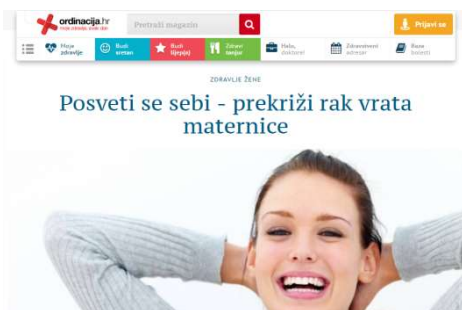 ordinacija.hr
Pretraži magazin
Prijavi se
Moje zdravlje
Budi sretan
Budi lijep(a)
Zdravi tanjur
Halo, doktore!
Zdravstveni adresar
Baza bolesti
ZDRAVLJE ŽENE
Posveti se sebi - prekriži rak vrata
maternice